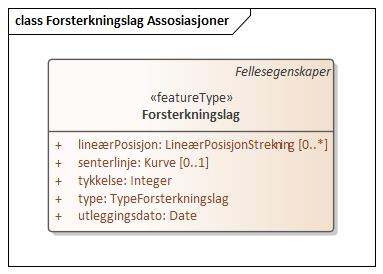 class Forsterkningslag Assosiasjoner
Fellesegenskaper
«featureType»
Forsterkningslag
+ lineærPosisjon: LineærPosisjonStrekning [0..*]
+ senterlinje: Kurve [0..1]
+ tykkelse: Integer
+ type: TypeForsterkningslag
+ utleggingsdato: Date